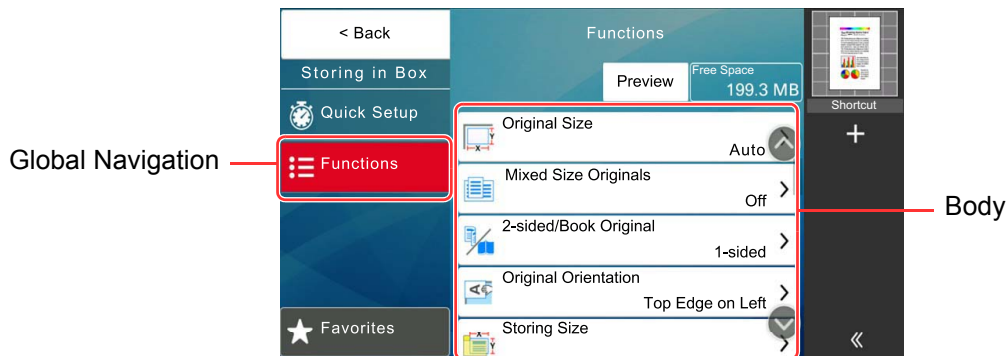 < Back
Functions
Storing in Box
Preview
Free Space
199.3 MB
Shortcut
Quick Setup
Original Size
Auto
Global Navigation
Functions
Mixed Size Originals
Off
Body
2-sided/Book Original
1-sided
Original Orientation
Top Edge on Left
Favorites
Storing Size